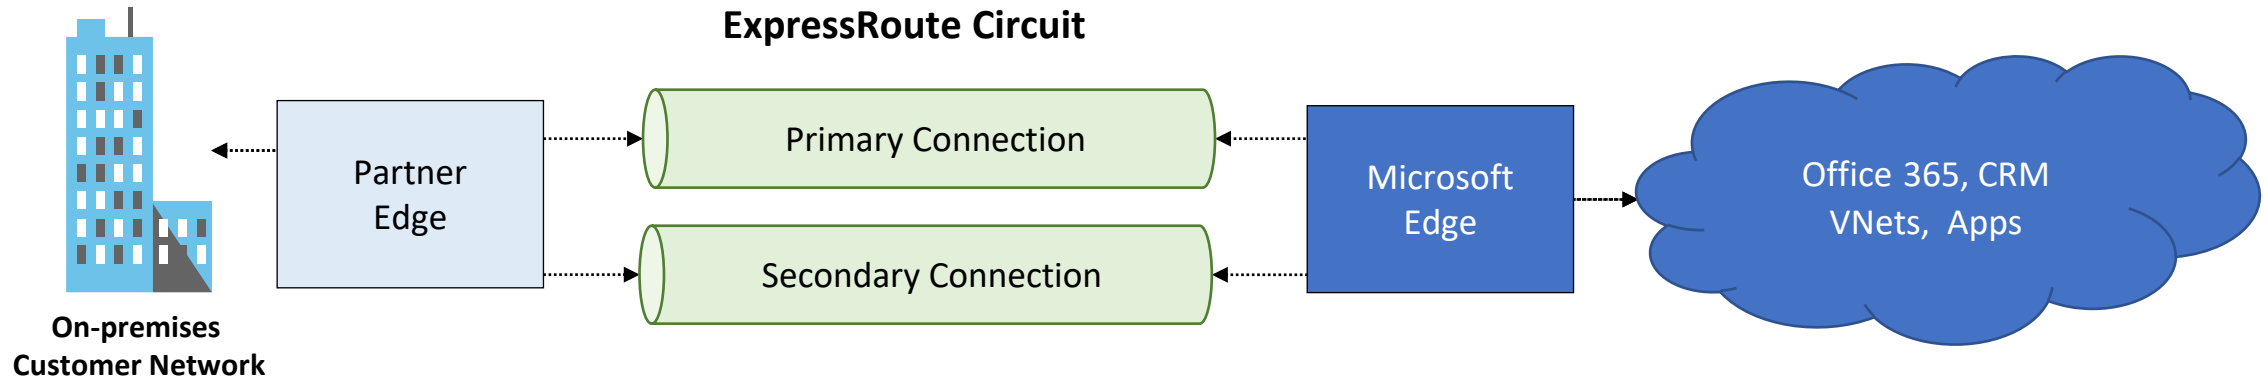 ExpressRoute Circuit
On-premises
Customer Network
Partner
Edge
Primary Connection
Secondary Connection
Microsoft
Edge
Office 365, CRM
VNets, Apps